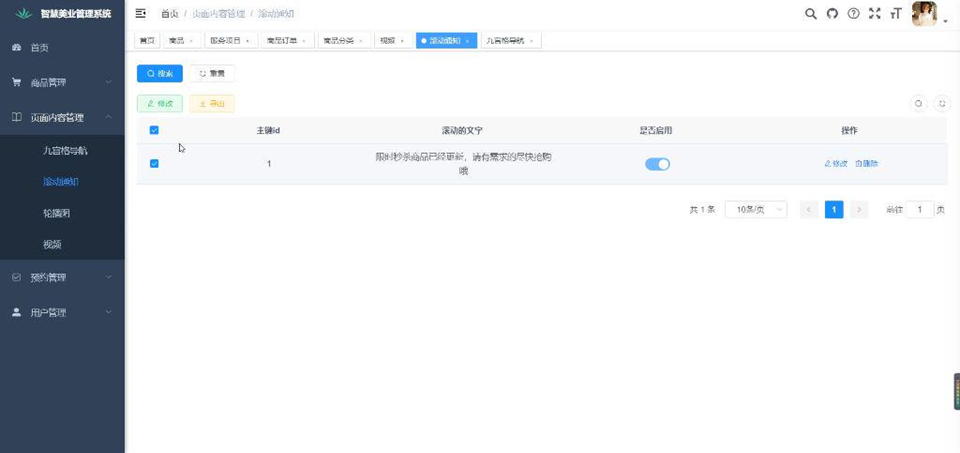 智慧美业管理系统
首页 / 页面内容管理 / 滚动通知
首页
商品 ×
服务项目 ×
商品订单 ×
商品分类 ×
视频 ×
滚动通知 ×
九宫格导航 ×
首页
商品管理
页面内容管理
九宫格导航
滚动通知
轮播图
视频
预约管理
用户管理
搜索
重置
修改
导出
主键id
滚动的文字
是否启用
操作
1
限时秒杀商品已经更新，请有需求的尽快抢购
哦
修改
删除
共 1 条
10条/页
1
前往 1 页